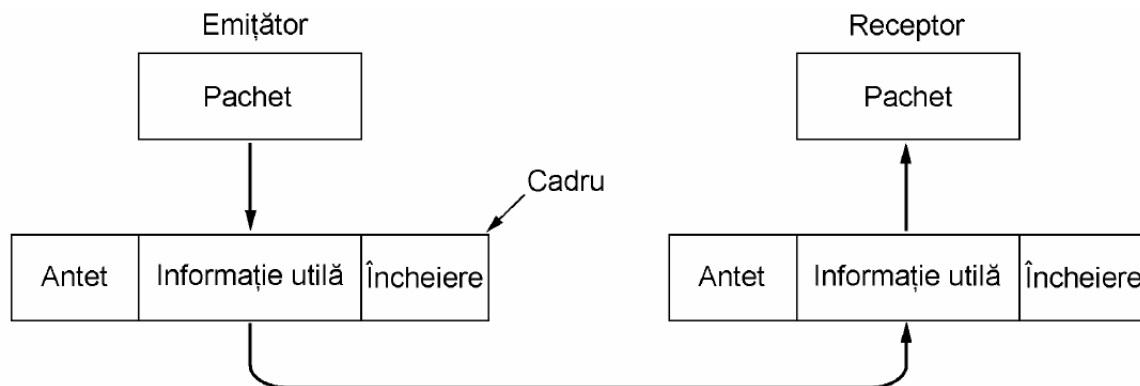 Emițător
Receptor
Pachet
Pachet
Cadru
Antet
Informație utilă
Încheiere
Antet
Informație utilă
Încheiere